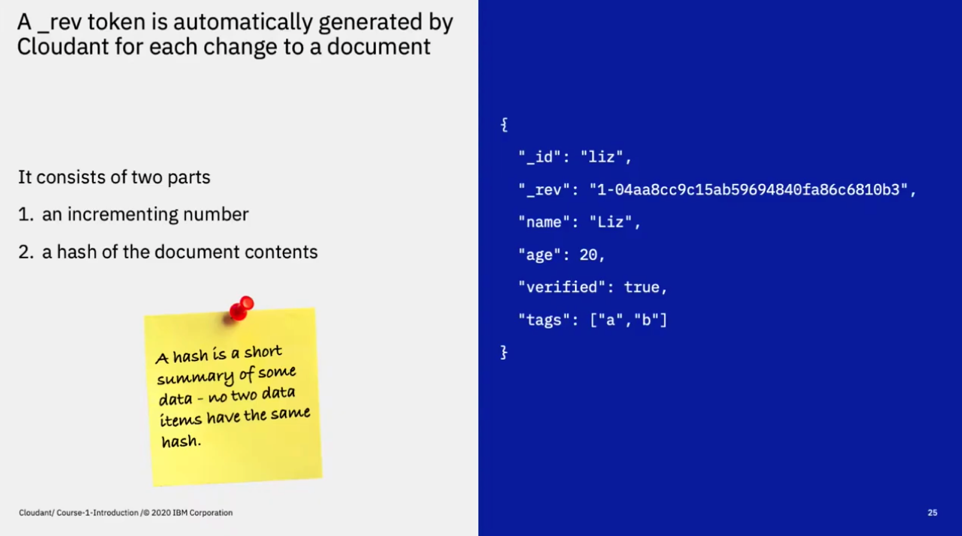 A _rev token is automatically generated by
Cloudant for each change to a document
It consists of two parts
1. an incrementing number
2. a hash of the document contents
A hash is a short
summary of some
data - no two data
items have the same
hash.
Cloudant/ Course-1-Introduction /© 2020 IBM Corporation
{
"_id": "liz",
"_rev": "1-04aa8cc9c15ab59694840fa86c6810b3",
"name": "Liz",
"age": 20,
"verified": true,
"tags": ["a","b"]
}
25